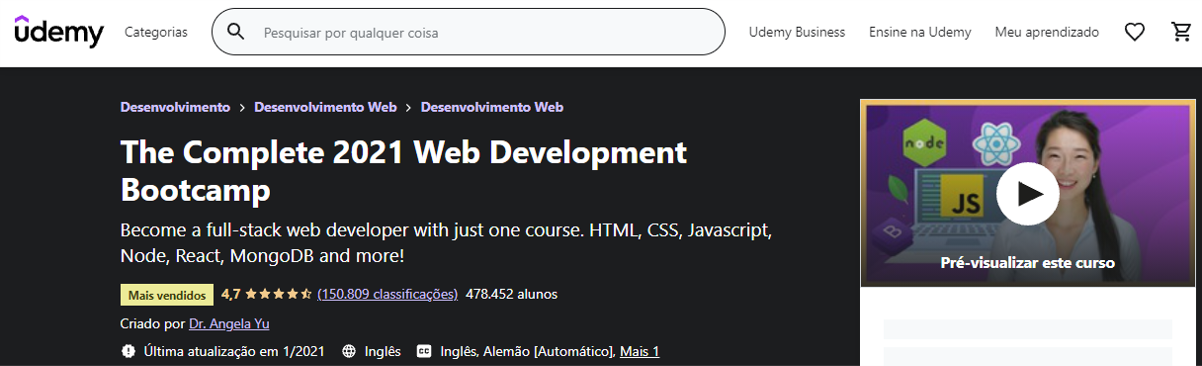 udemy
Categorias
Pesquisar por qualquer coisa
Udemy Business
Ensine na Udemy
Meu aprendizado
Desenvolvimento > Desenvolvimento Web > Desenvolvimento Web
The Complete 2021 Web Development
Bootcamp
Become a full-stack web developer with just one course. HTML, CSS, Javascript,
Node, React, MongoDB and more!
Mais vendidos 4,7 (150.809 classificações) 478.452 alunos
Criado por Dr. Angela Yu
Última atualização em 1/2021 Inglês CC Inglês, Alemão [Automático], Mais 1
node
JS
B
Pré-visualizar este curso